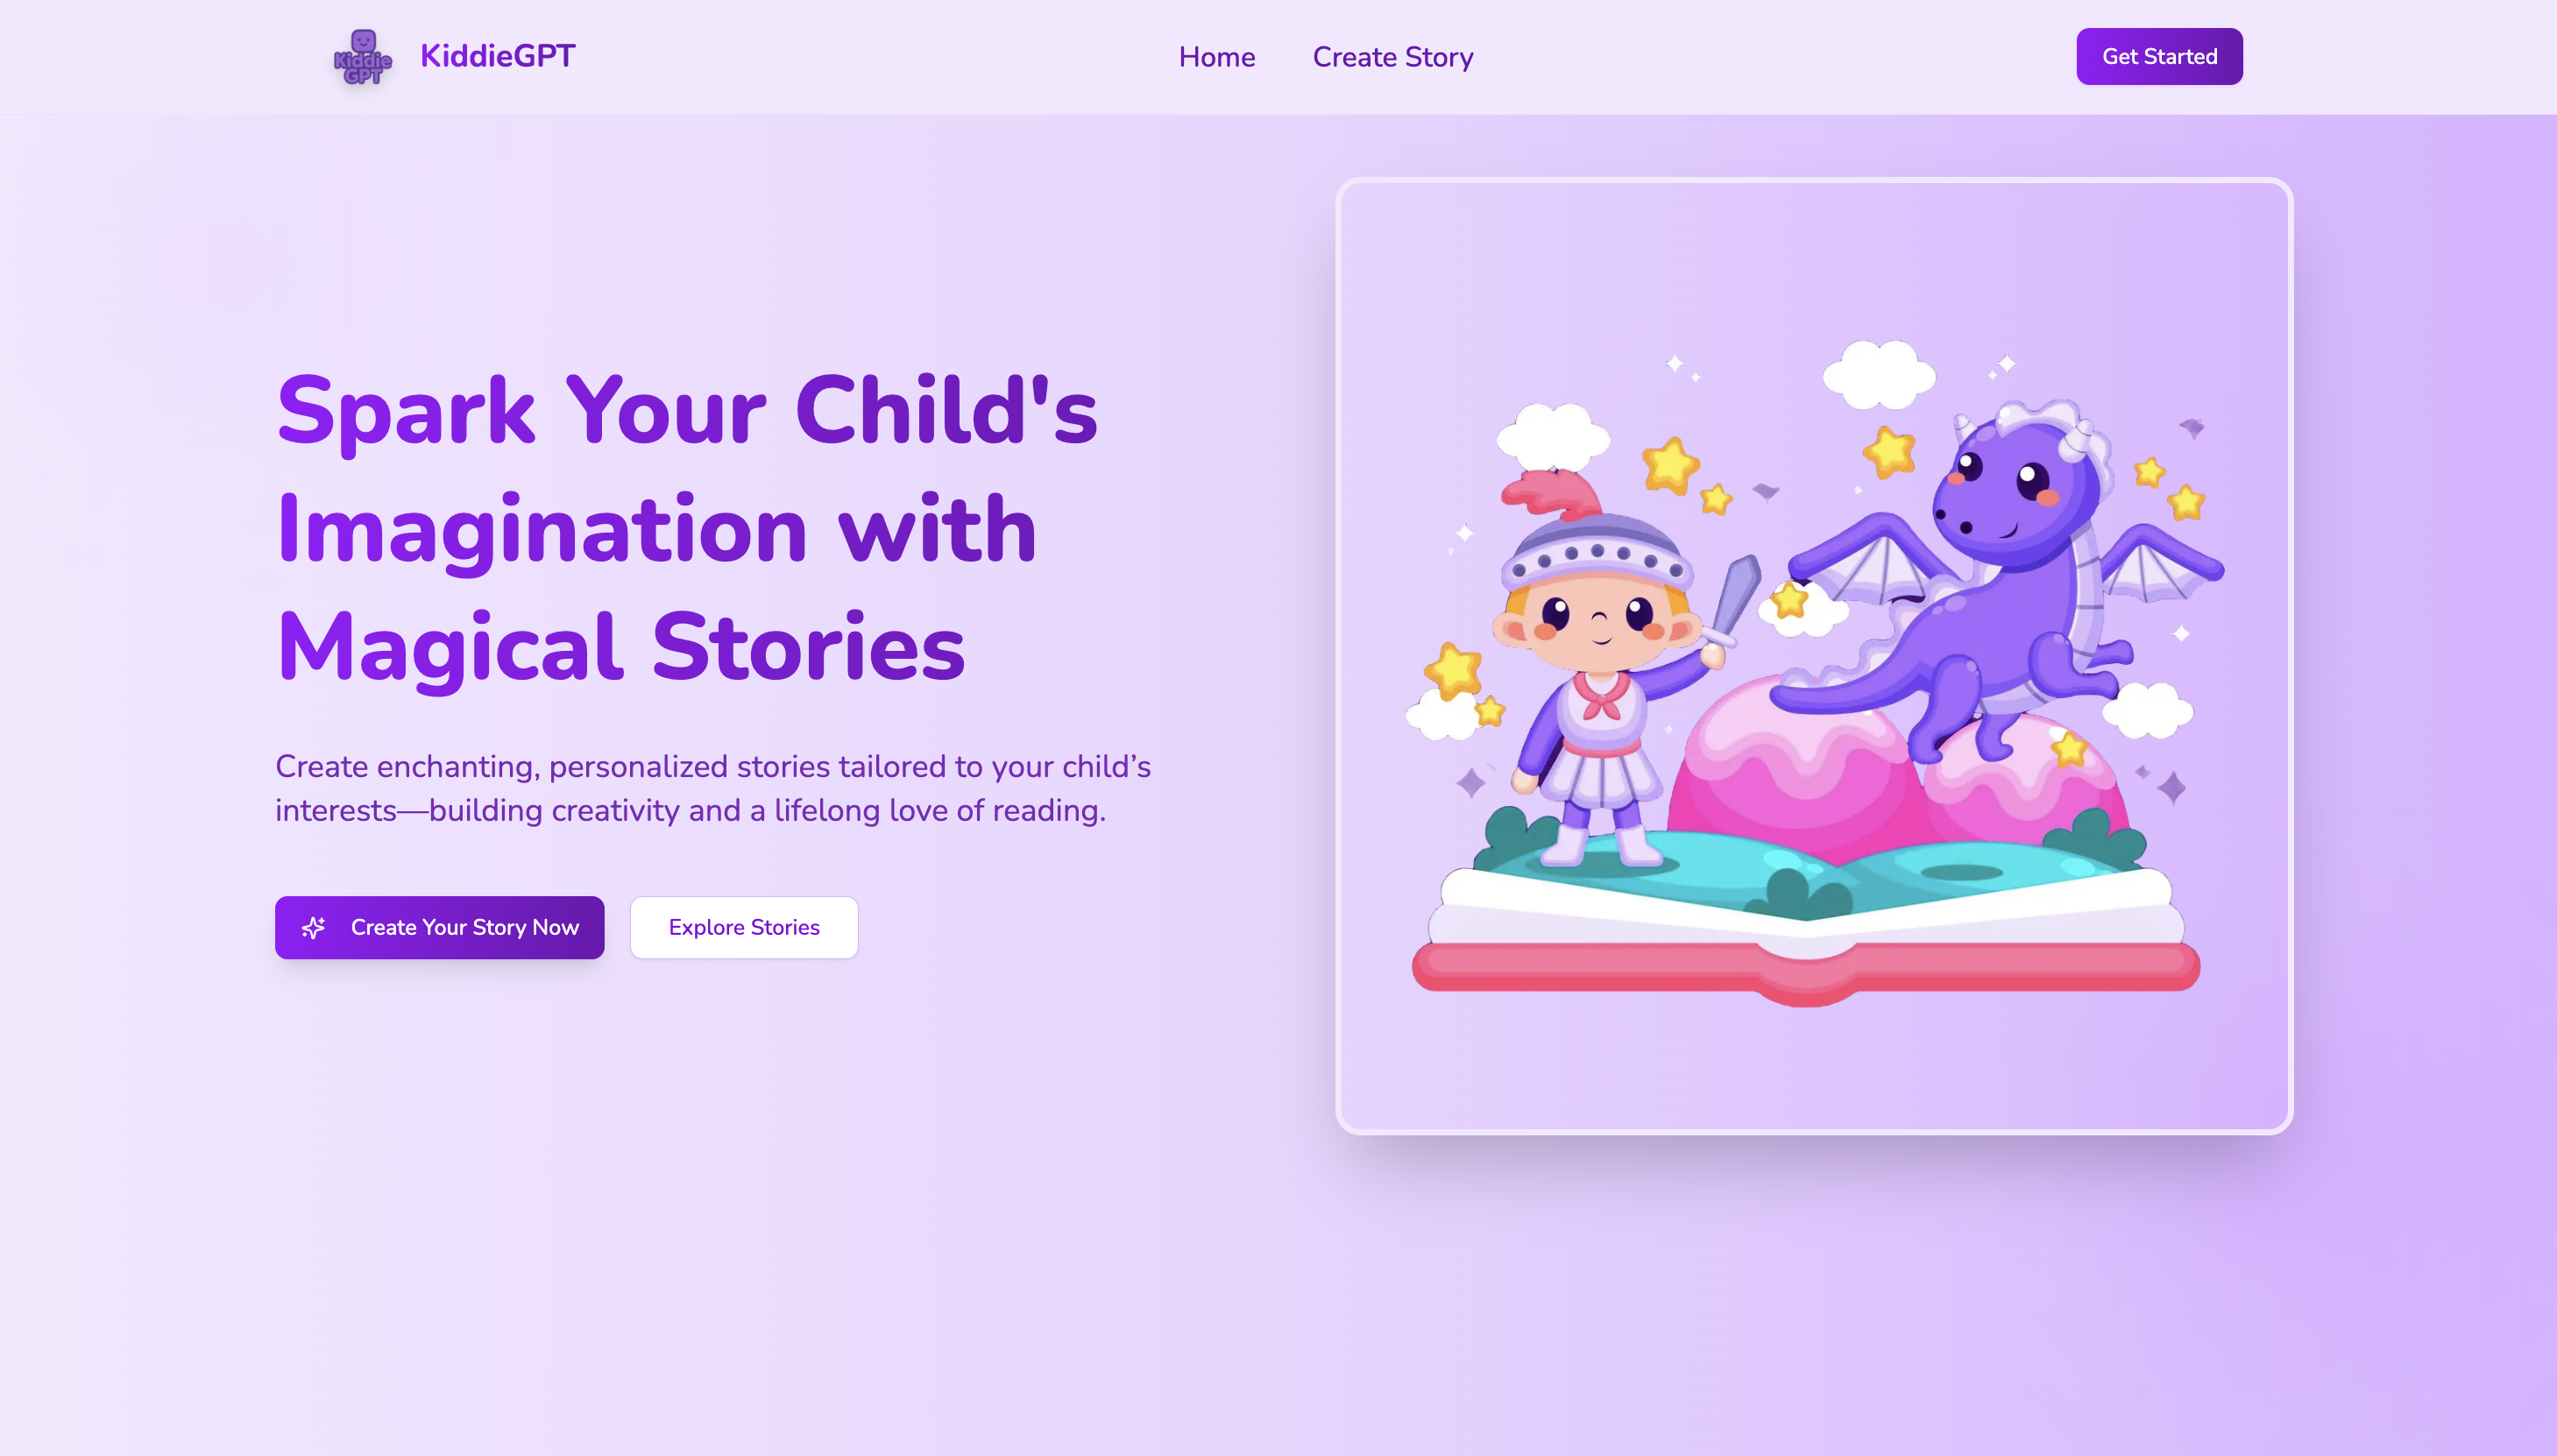 Kiddie
GPT
KiddieGPT
Home
Create Story
Get Started
Spark Your Child's
Imagination with
Magical Stories
Create enchanting, personalized stories tailored to your child’s
interests—building creativity and a lifelong love of reading.
Create Your Story Now
Explore Stories